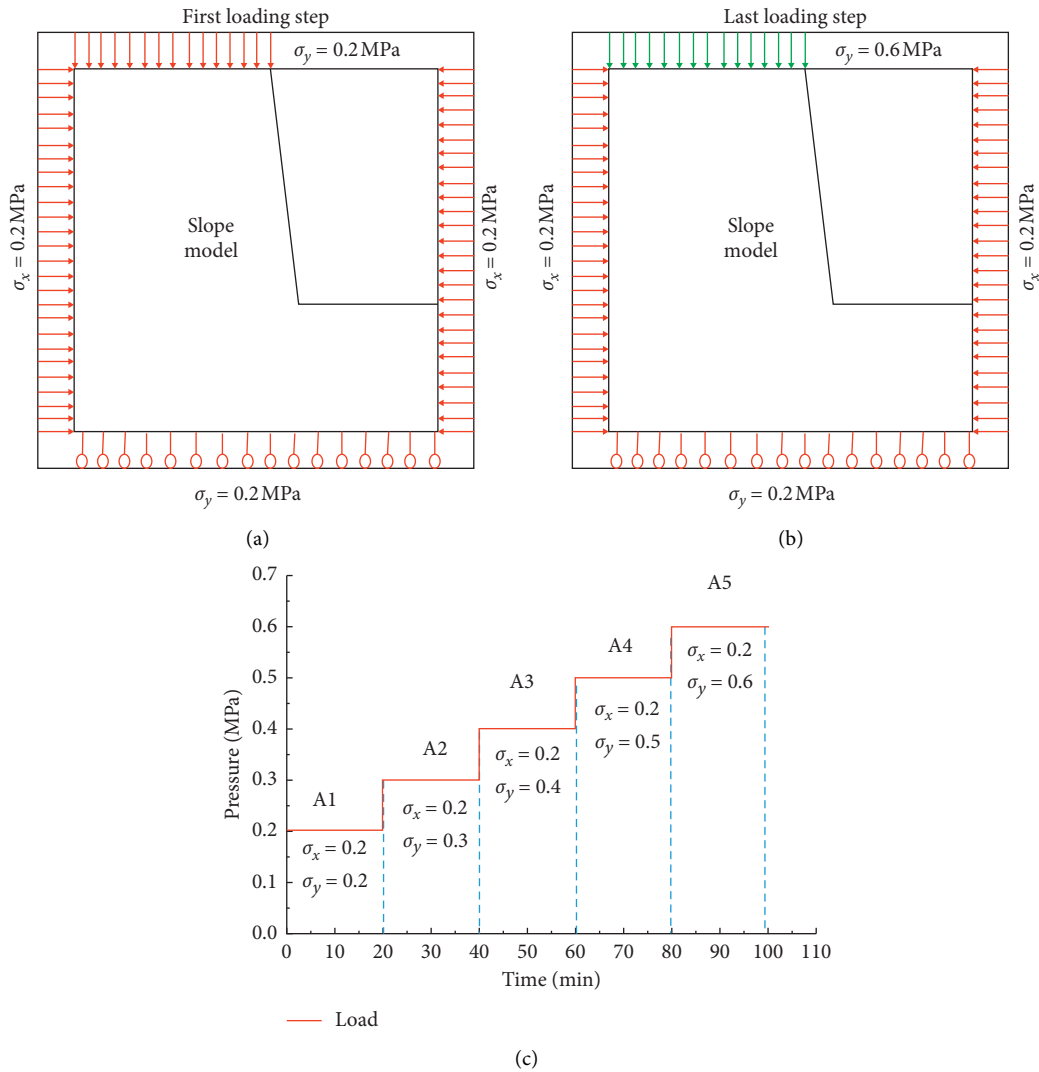 First loading step
σy = 0.2 MPa
σx = 0.2 MPa
Slope
model
σx = 0.2 MPa
σy = 0.2 MPa
(a)
Last loading step
σy = 0.6 MPa
σx = 0.2 MPa
Slope
model
σx = 0.2 MPa
σy = 0.2 MPa
(b)
Pressure (MPa)
0.7
0.6
0.5
0.4
0.3
0.2
0.1
0.0
A1
σx = 0.2
σy = 0.2
A2
σx = 0.2
σy = 0.3
A3
σx = 0.2
σy = 0.4
A4
σx = 0.2
σy = 0.5
A5
σx = 0.2
σy = 0.6
0 10 20 30 40 50 60 70 80 90 100 110
Time (min)
Load
(c)